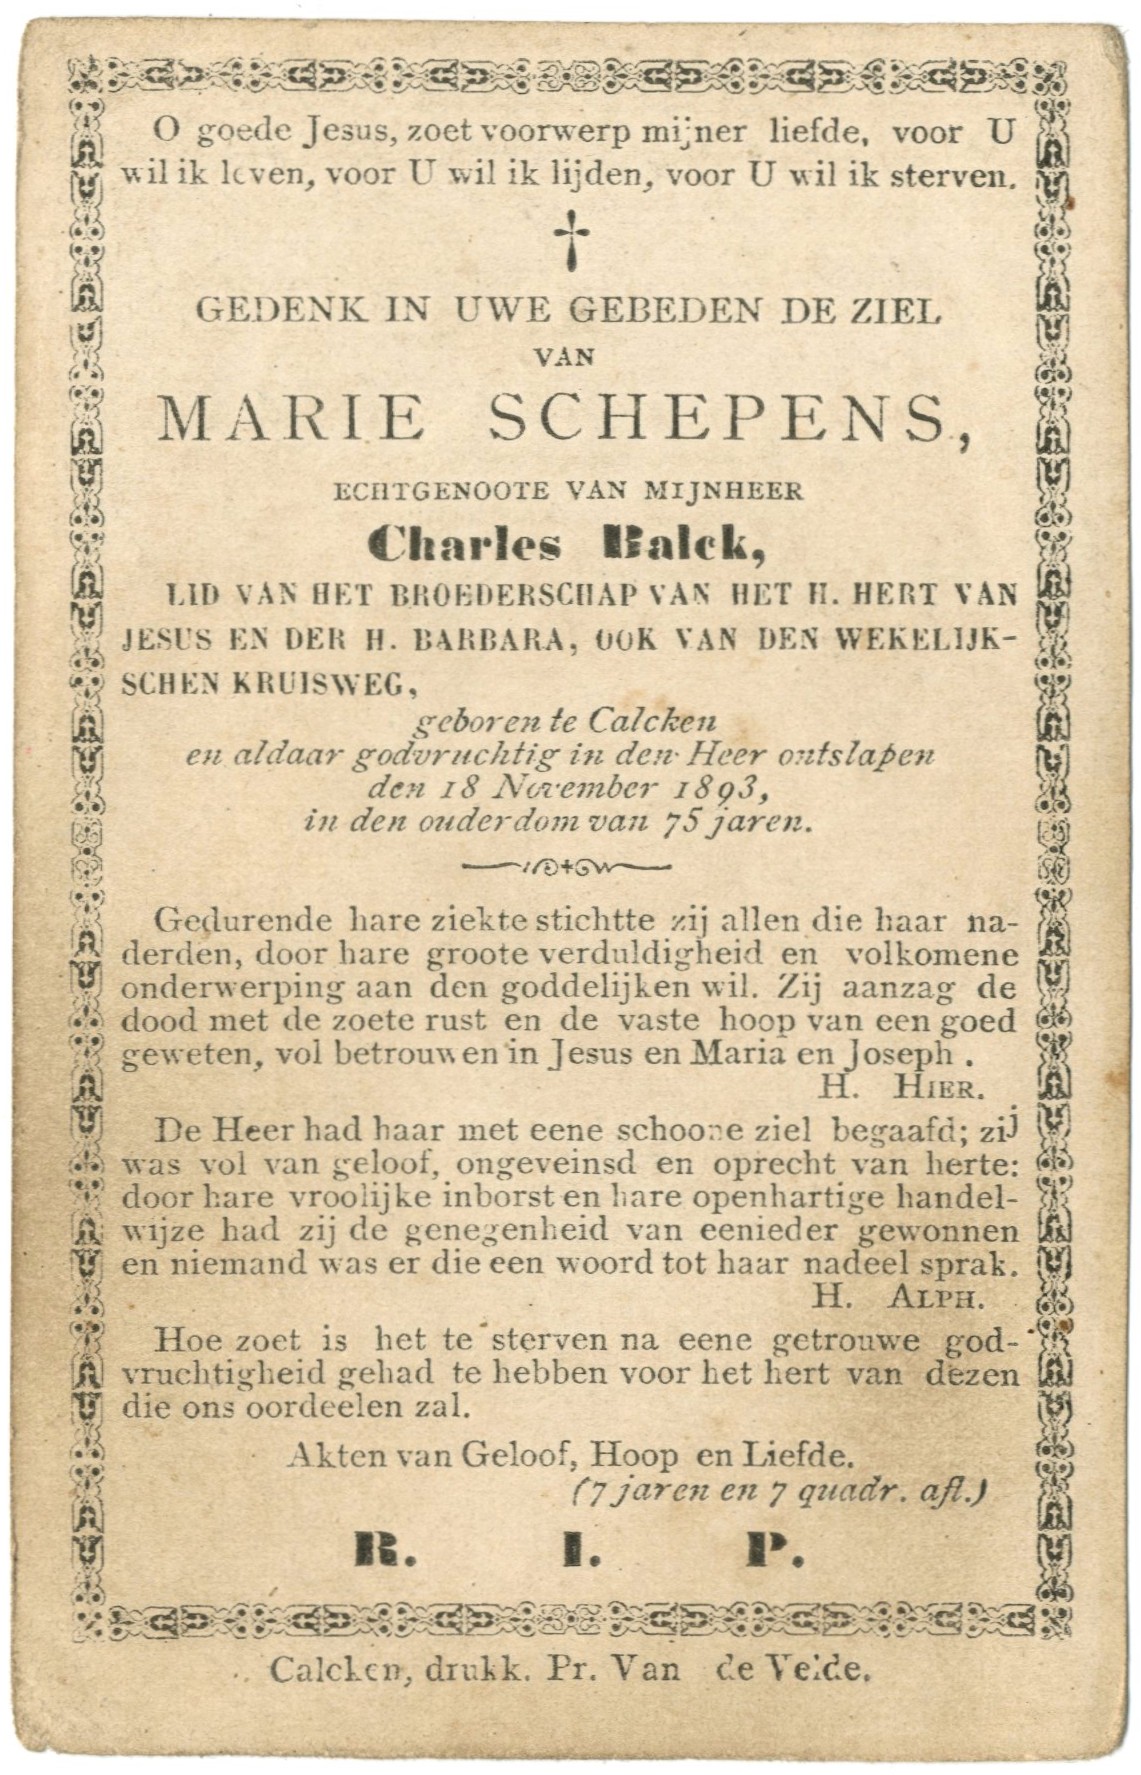 O goede Jesus, zoet voorwerp mijner liefde, voor U
wil ik leven, voor U wil ik lijden, voor U wil ik sterven.
†
GEDENK IN UWE GEBEDEN DE ZIEL
VAN
MARIE SCHEPENS,
ECHTGENOOTE VAN MIJNHEER
Charles Balck,
LID VAN HET BROEDERSCHAP VAN HET H. HERT VAN
JESUS EN DER H. BARBARA, OOK VAN DEN WEKELIJK-
SCHEN KRUISWEG,
geboren te Calcken
en aldaar godvruchtig in den Heer ontslapen
den 18 November 1893,
in den ouderdom van 75 jaren.
Gedurende hare ziekte stichtte zij allen die haar na-
derden, door hare groote verduldigheid en volkomene
onderwerping aan den goddelijken wil. Zij aanzag de
dood met de zoete rust en de vaste hoop van een goed
geweten, vol betrouwen in Jesus en Maria en Joseph .
H. HIER.
De Heer had haar met eene schoone ziel begaafd; zij
was vol van geloof, ongeveinsd en oprecht van herte:
door hare vroolijke inborst en hare openhartige handel-
wijze had zij de genegenheid van eenieder gewonnen
en niemand was er die een woord tot haar nadeel sprak.
H. ALPH.
Hoe zoet is het te sterven na eene getrouwe god-
vruchtigheid gehad te hebben voor het hert van dezen
die ons oordeelen zal.
Akten van Geloof, Hoop en Liefde.
(7 jaren en 7 quadr. afl.)
R. I. P.
Calcken, drukk. Pr. Van de Velde.